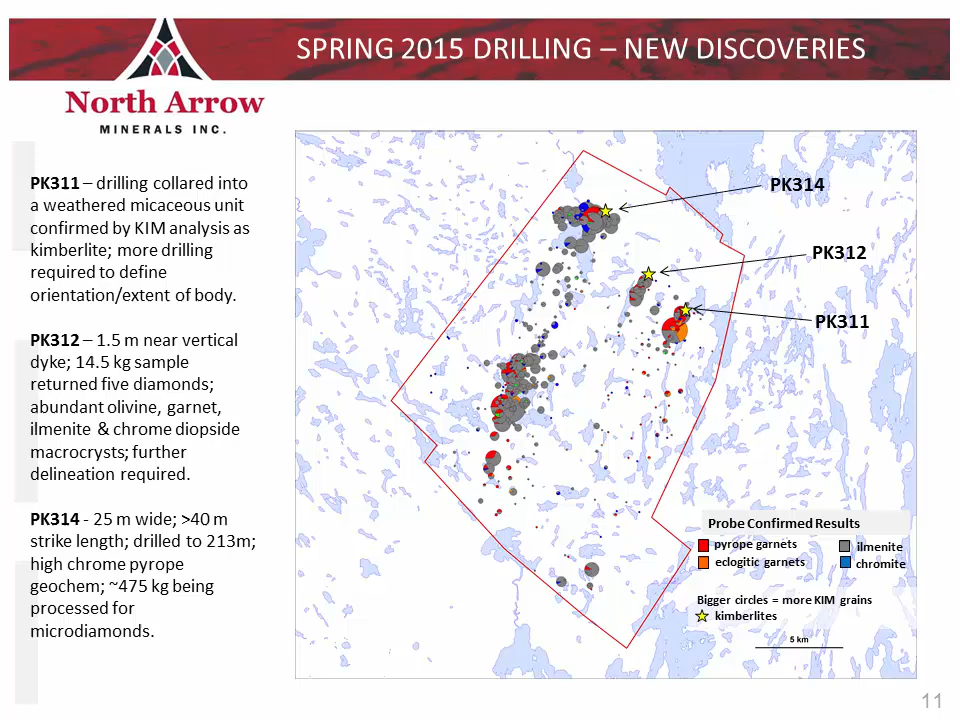 SPRING 2015 DRILLING – NEW DISCOVERIES
North Arrow
MINERALS INC.
PK311 – drilling collared into
a weathered micaceous unit
confirmed by KIM analysis as
kimberlite; more drilling
required to define
orientation/extent of body.
PK312 – 1.5 m near vertical
dyke; 14.5 kg sample
returned five diamonds;
abundant olivine, garnet,
ilmenite & chrome diopside
macrocrysts; further
delineation required.
PK314 - 25 m wide; >40 m
strike length; drilled to 213m;
high chrome pyrope
geochem; ~475 kg being
processed for
microdiamonds.
PK314
PK312
PK311
Probe Confirmed Results
pyrope garnets
ilmenite
eclogitic garnets
chromite
Bigger circles = more KIM grains
kimberlites
5 km
11